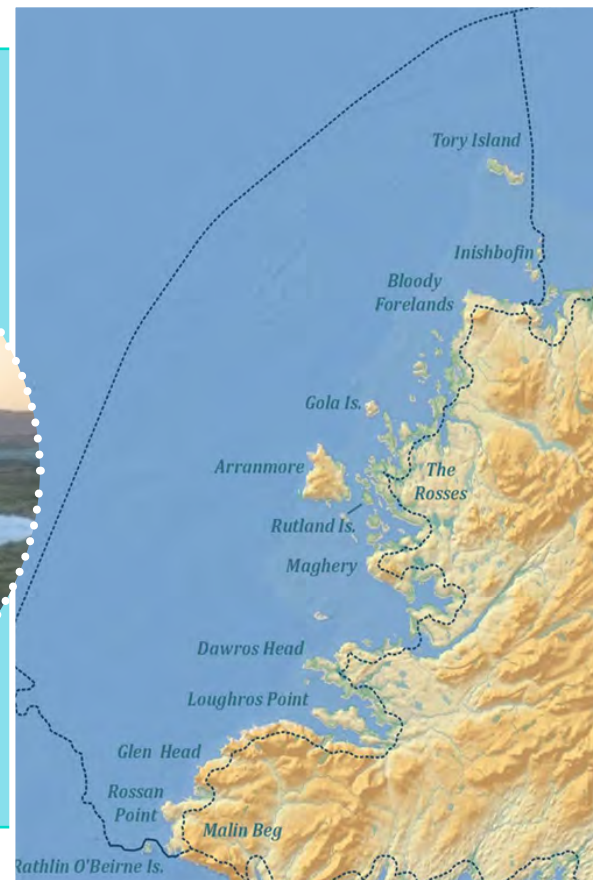 Tory Island
Inishbofin
Bloody
Forelands
Gola Is.
Arranmore
The
Rosses
Rutland Is.
Maghery
Dawros Head
Loughros Point
Glen Head
Rossan
Point
Malin Beg
Rathlin O'Beirne Is.